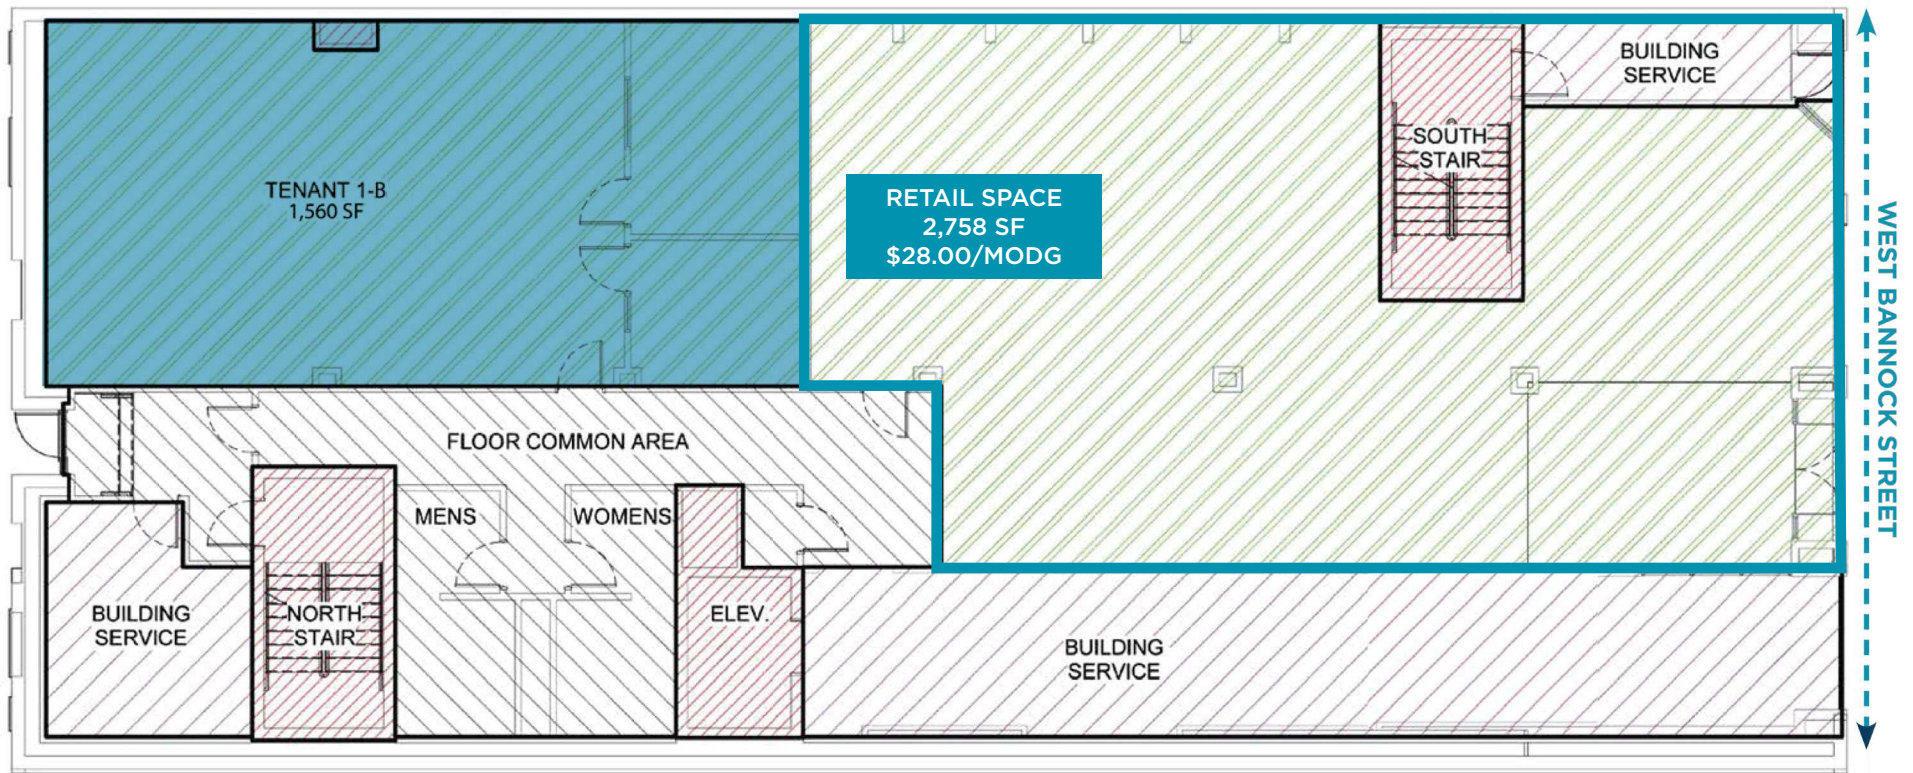 BUILDING
SERVICE
SOUTH
STAIR
TENANT 1-B
1,560 SF
RETAIL SPACE
2,758 SF
$28.00/MODG
WEST BANNOCK STREET
FLOOR COMMON AREA
MENS
WOMENS
BUILDING
SERVICE
NORTH
STAIR
ELEV.
BUILDING
SERVICE